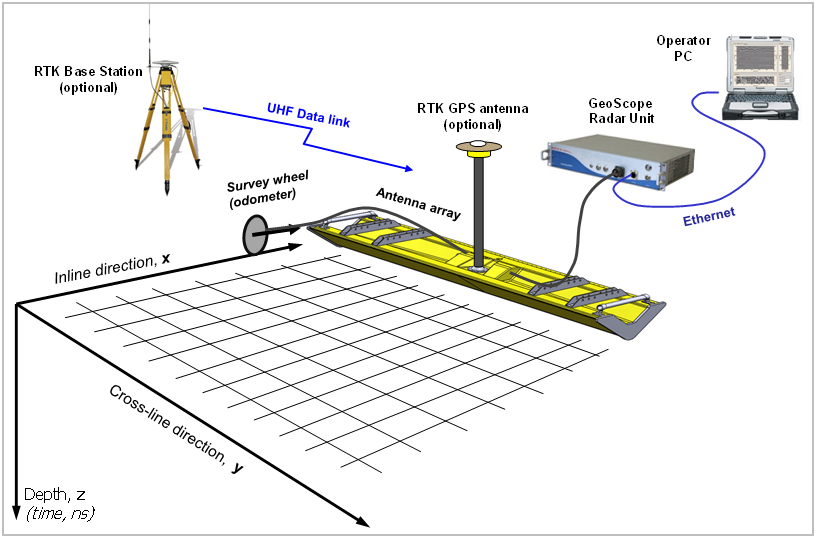 RTK Base Station
(optional)
UHF Data link
RTK GPS antenna
(optional)
GeoScope
Radar Unit
Operator
PC
Survey wheel
(odometer)
Antenna array
Ethernet
Inline direction, x
Cross-line direction, y
Depth, z
(time, ns)